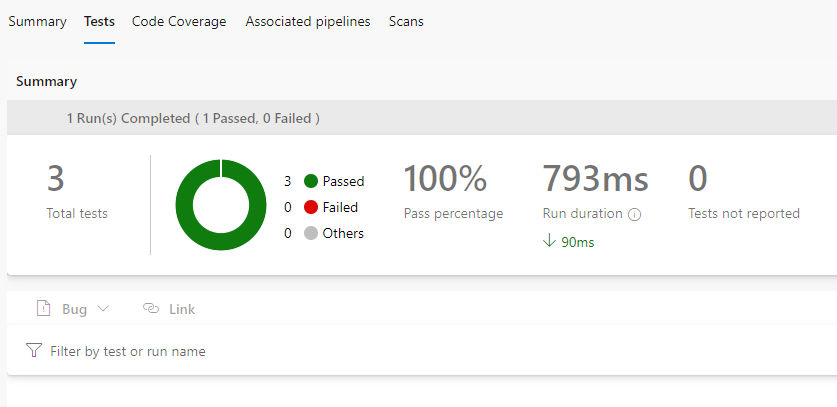 Summary Tests Code Coverage Associated pipelines Scans
Summary
1 Run(s) Completed ( 1 Passed, 0 Failed )
3
Total tests
3 Passed
0 Failed
0 Others
100%
Pass percentage
793ms
Run duration
90ms
0
Tests not reported
Bug Link
Filter by test or run name